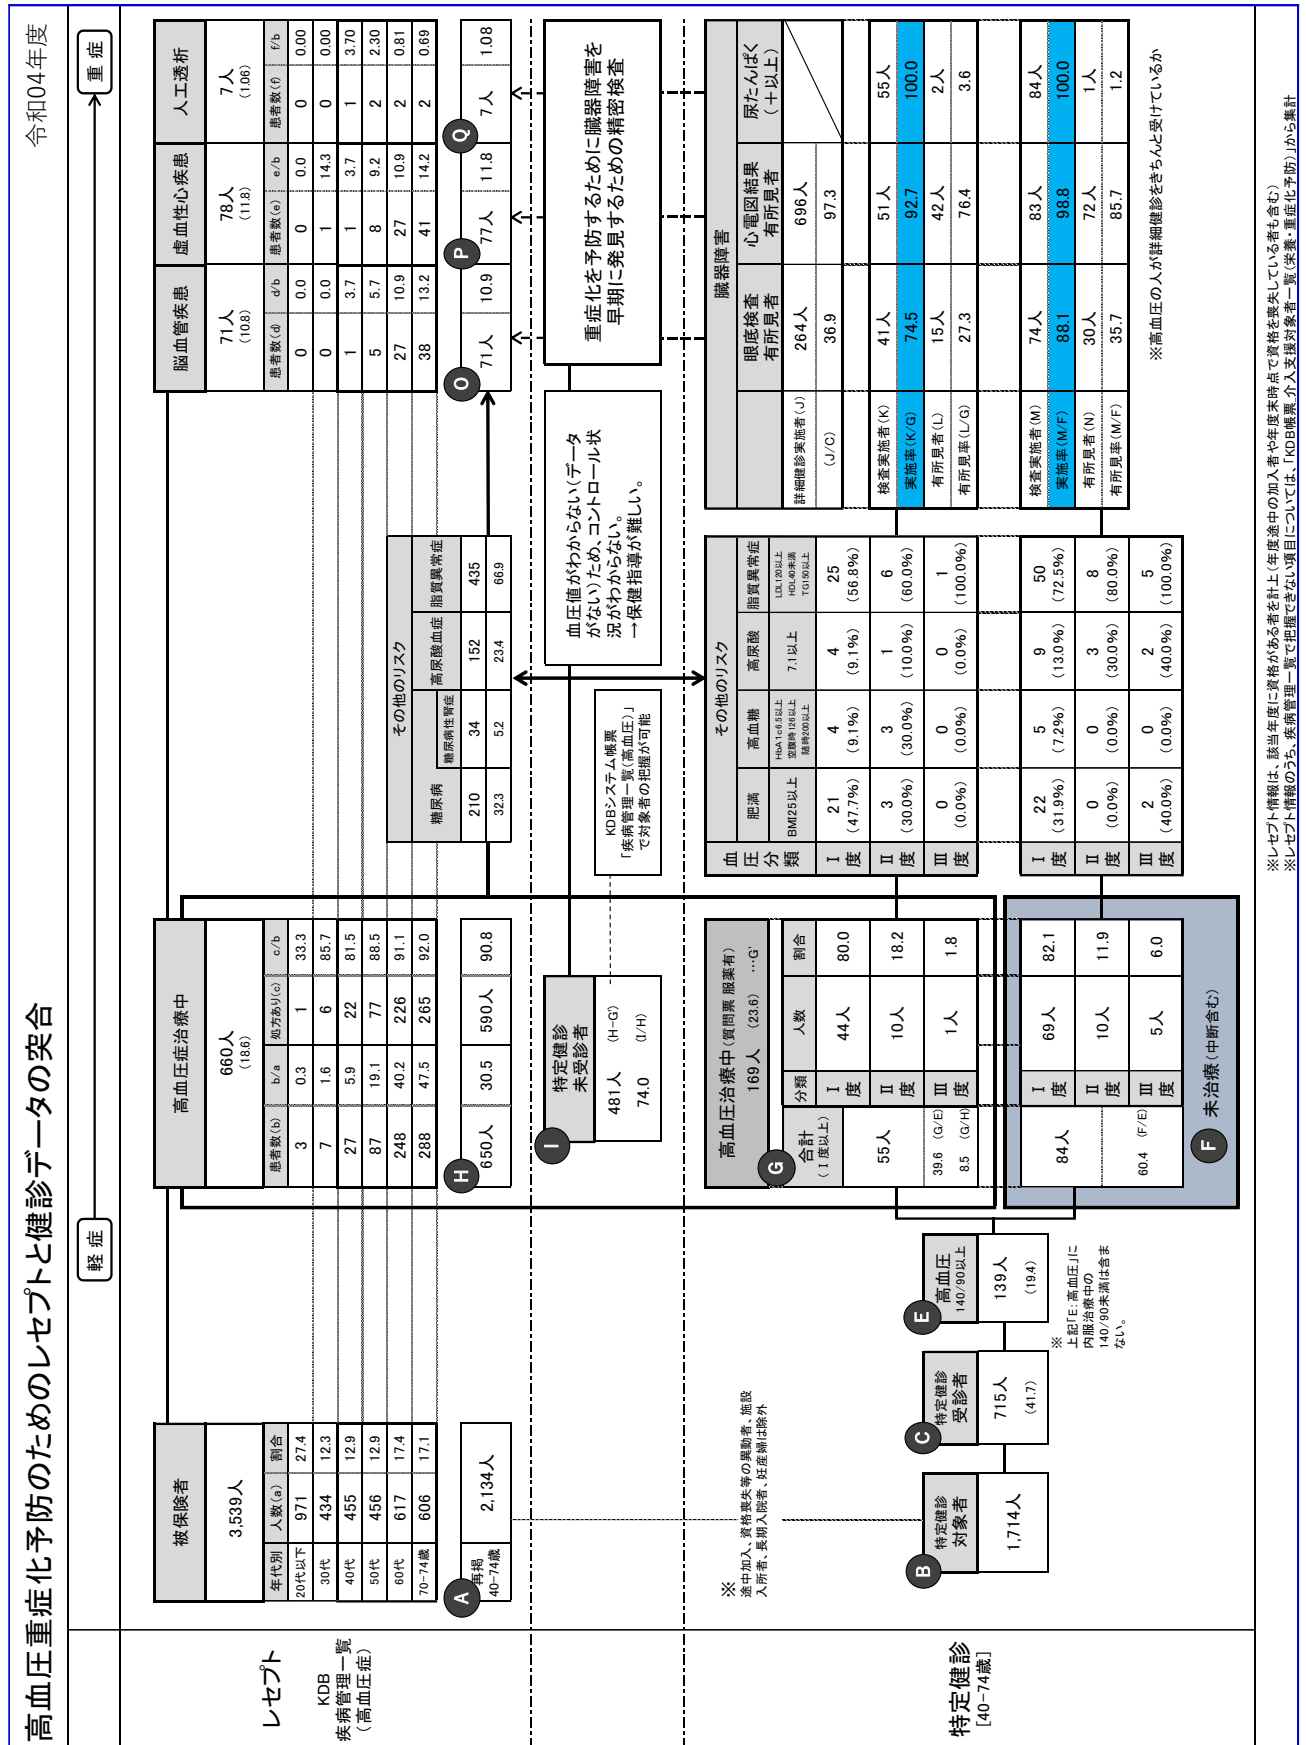 高血圧重症化予防のためのレセプトと健診データの突合
令和04年度
軽症
重症
レセプト
KDB
疾病管理一覧
（高血圧症）
被保険者
3,539人
年代別 人数(a) 割合
20代以下 971 27.4
30代 434 12.3
40代 455 12.9
50代 456 12.9
60代 617 17.4
70-74歳 606 17.1
A
再掲
40-74歳
2,134人
高血圧症治療中
660人
(18.6)
患者数(b) b/a 処方あり(c) c/b
3 0.3 1 33.3
7 1.6 6 85.7
27 5.9 22 81.5
87 19.1 77 88.5
248 40.2 226 91.1
288 47.5 265 92.0
H
650人 30.5 590人 90.8
その他のリスク
糖尿病 糖尿病性腎症 高尿酸血症 脂質異常症
210 34 152 435
32.3 5.2 23.4 66.9
脳血管疾患 虚血性心疾患 人工透析
71人 78人 7人
(10.8) (11.8) (1.06)
患者数(d) d/b 患者数(e) e/b 患者数(f) f/b
0 0.0 0 0.0 0 0.00
0 0.0 1 14.3 0 0.00
1 3.7 1 3.7 1 3.70
5 5.7 8 9.2 2 2.30
27 10.9 27 10.9 2 0.81
38 13.2 41 14.2 2 0.69
O P Q
71人 10.9 77人 11.8 7人 1.08
I
特定健診
未受診者
481人 (H-G')
74.0 (I/H)
KDBシステム帳票
「疾病管理一覧(高血圧)」
で対象者の把握が可能
血圧値がわからない(データ
がない)ため、コントロール状
況がわからない。
→保健指導が難しい。
重症化を予防するために臓器障害を
早期に発見するための精密検査
特定健診
[40-74歳]
※
途中加入、資格喪失等の異動者、施設
入所者、長期入院者、妊産婦は除外
B
特定健診
対象者
1,714人
C
特定健診
受診者
715人
(41.7)
E
高血圧
140/90以上
139人
(19.4)
※
上記「E:高血圧」に
内服治療中の
140/90未満は含ま
ない。
高血圧治療中(質問票 服薬有)
169人 (23.6) …G'
G
合計
(Ⅰ度以上)
分類 人数 割合
55人
39.6 (G/E)
8.5 (G/H)
Ⅰ度 44人 80.0
Ⅱ度 10人 18.2
Ⅲ度 1人 1.8
84人
60.4 (F/E)
Ⅰ度 69人 82.1
Ⅱ度 10人 11.9
Ⅲ度 5人 6.0
F
未治療(中断含む)
血圧分類
その他のリスク
肥満 高血糖 高尿酸 脂質異常症
BMI25以上
HbA1c6.5以上
空腹時126以上
随時200以上
7.1以上
LDL120以上
HDL40未満
TG150以上
Ⅰ度 21 4 4 25
(47.7%) (9.1%) (9.1%) (56.8%)
Ⅱ度 3 3 1 6
(30.0%) (30.0%) (10.0%) (60.0%)
Ⅲ度 0 0 0 1
(0.0%) (0.0%) (0.0%) (100.0%)
Ⅰ度 22 5 9 50
(31.9%) (7.2%) (13.0%) (72.5%)
Ⅱ度 0 0 3 8
(0.0%) (0.0%) (30.0%) (80.0%)
Ⅲ度 2 0 2 5
(40.0%) (0.0%) (40.0%) (100.0%)
臓器障害
眼底検査
有所見者
心電図結果
有所見者
尿たんぱく
(＋以上)
詳細健診実施者(J) 264人 696人
(J/C) 36.9 97.3
検査実施者(K) 41人 51人 55人
実施率(K/G) 74.5 92.7 100.0
有所見者(L) 15人 42人 2人
有所見率(L/G) 27.3 76.4 3.6
検査実施者(M) 74人 83人 84人
実施率(M/F) 88.1 98.8 100.0
有所見者(N) 30人 72人 1人
有所見率(M/F) 35.7 85.7 1.2
※高血圧の人が詳細健診をきちんと受けているか
※レセプト情報は、該当年度に資格がある者を計上(年度途中の加入者や年度末時点で資格を喪失している者も含む)
※レセプト情報のうち、疾病管理一覧で把握できない項目については、「KDB帳票_介入支援対象者一覧(栄養・重症化予防)」から集計